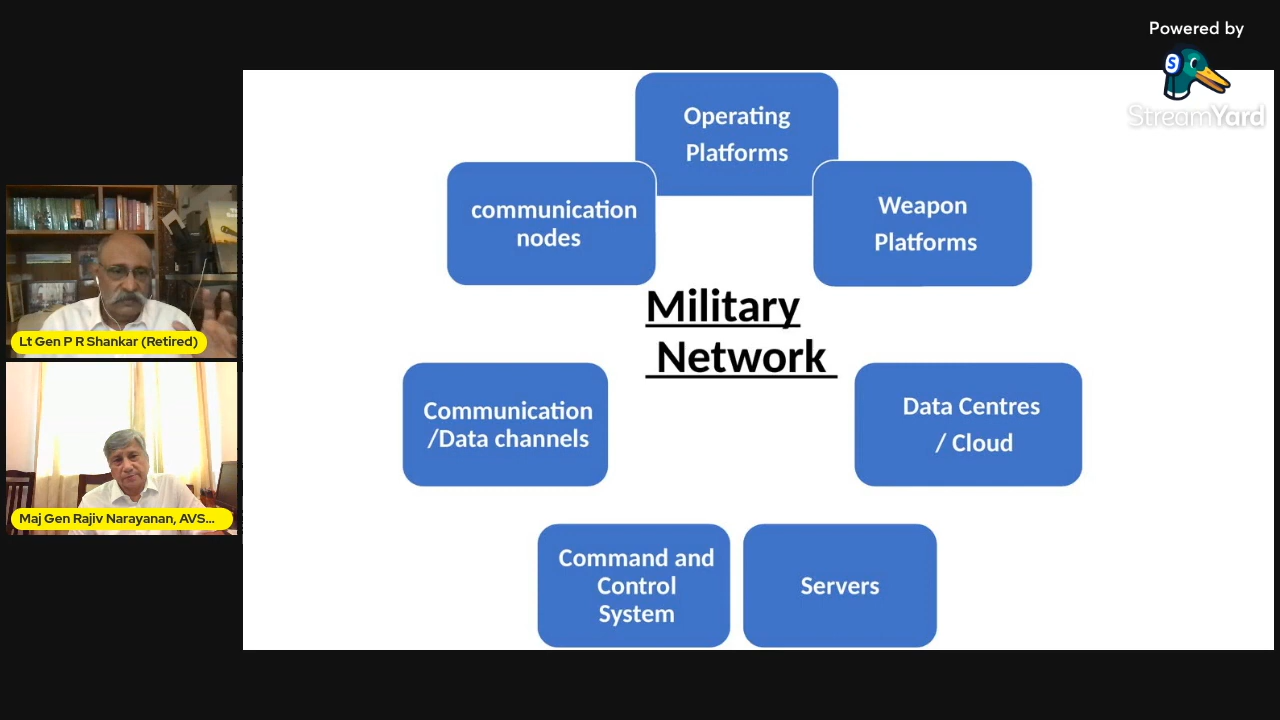 Powered by
S
StreamYard
Operating
Platforms
communication
nodes
Weapon
Platforms
Military
Network
Communication
/Data channels
Data Centres
/ Cloud
Command and
Control
System
Servers
Lt Gen P R Shankar (Retired)
Maj Gen Rajiv Narayanan, AVS...